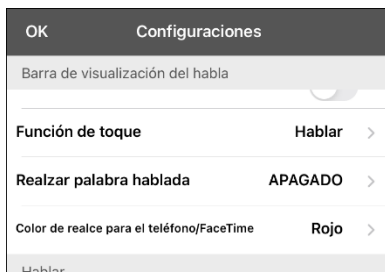 OK Configuraciones
Barra de visualización del habla
Función de toque Hablar
Realzar palabra hablada APAGADO
Color de realce para el teléfono/FaceTime Rojo
Hablar